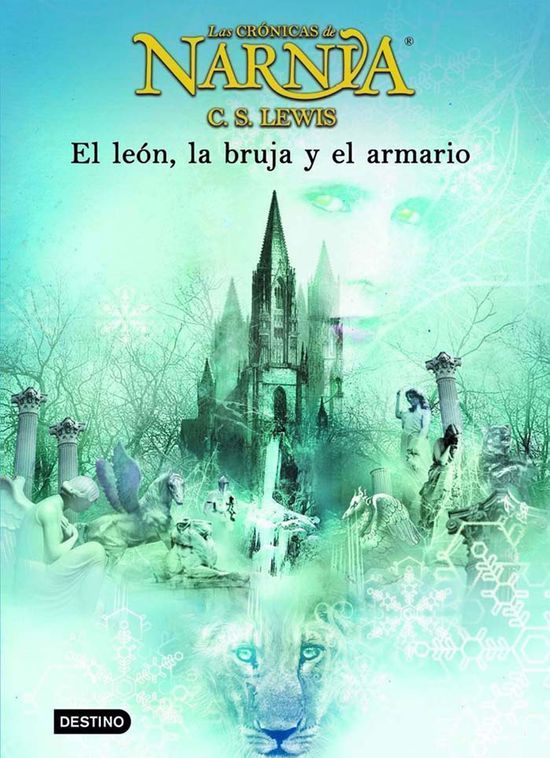 Las CRÓNICAS de
NARNIA®
C. S. LEWIS
El león, la bruja y el armario
DESTINO